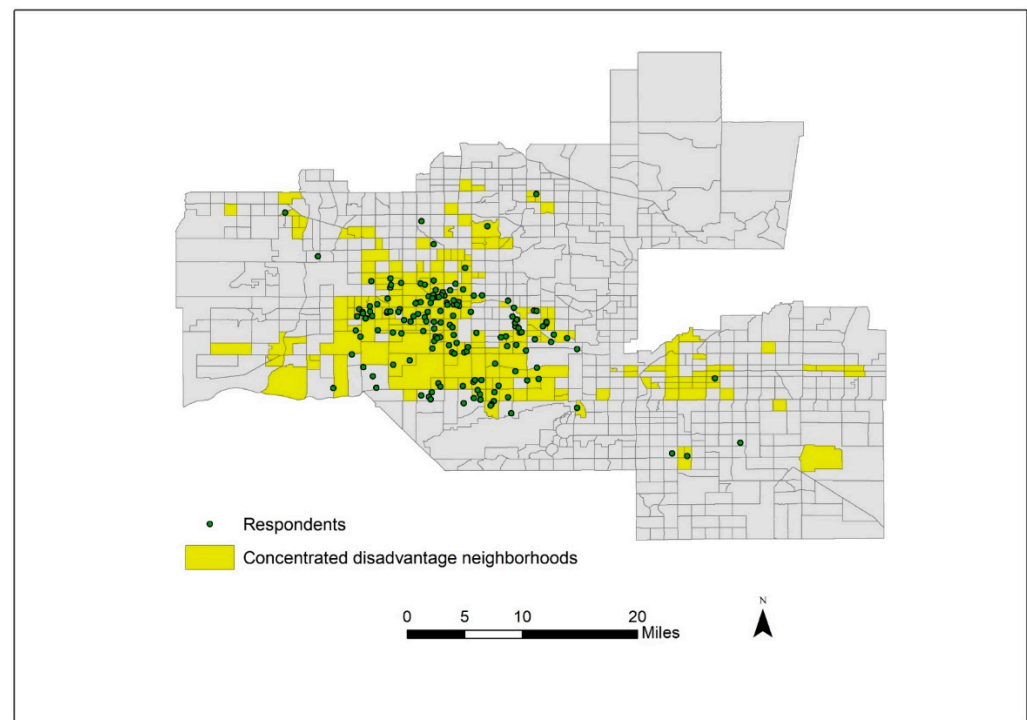 Respondents
Concentrated disadvantage neighborhoods
0 5 10 20
Miles
N